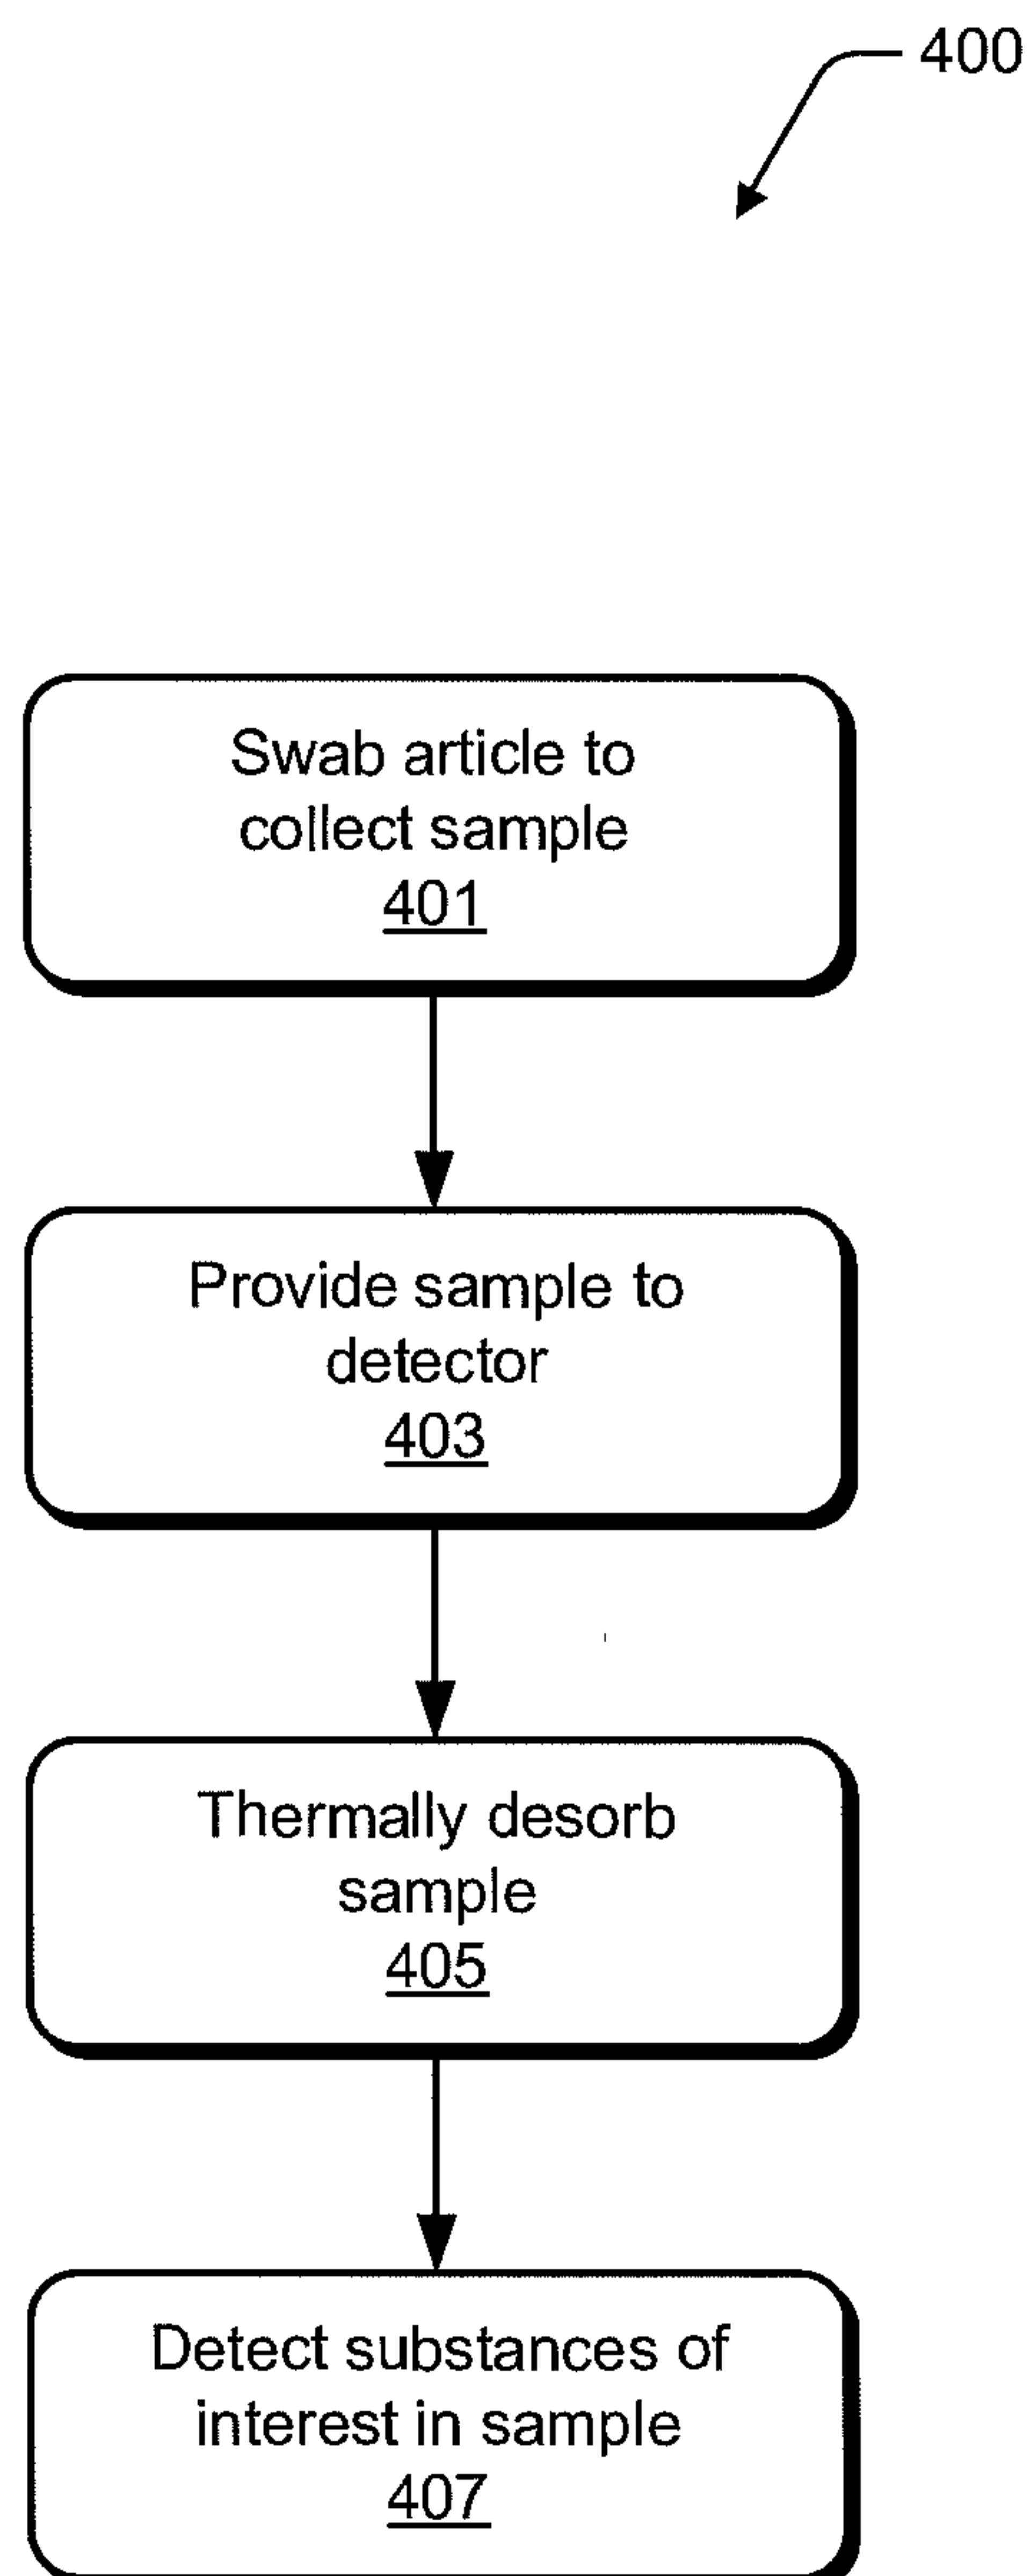 400
Swab article to
collect sample
401
Provide sample to
detector
403
Thermally desorb
sample
405
Detect substances of
interest in sample
407